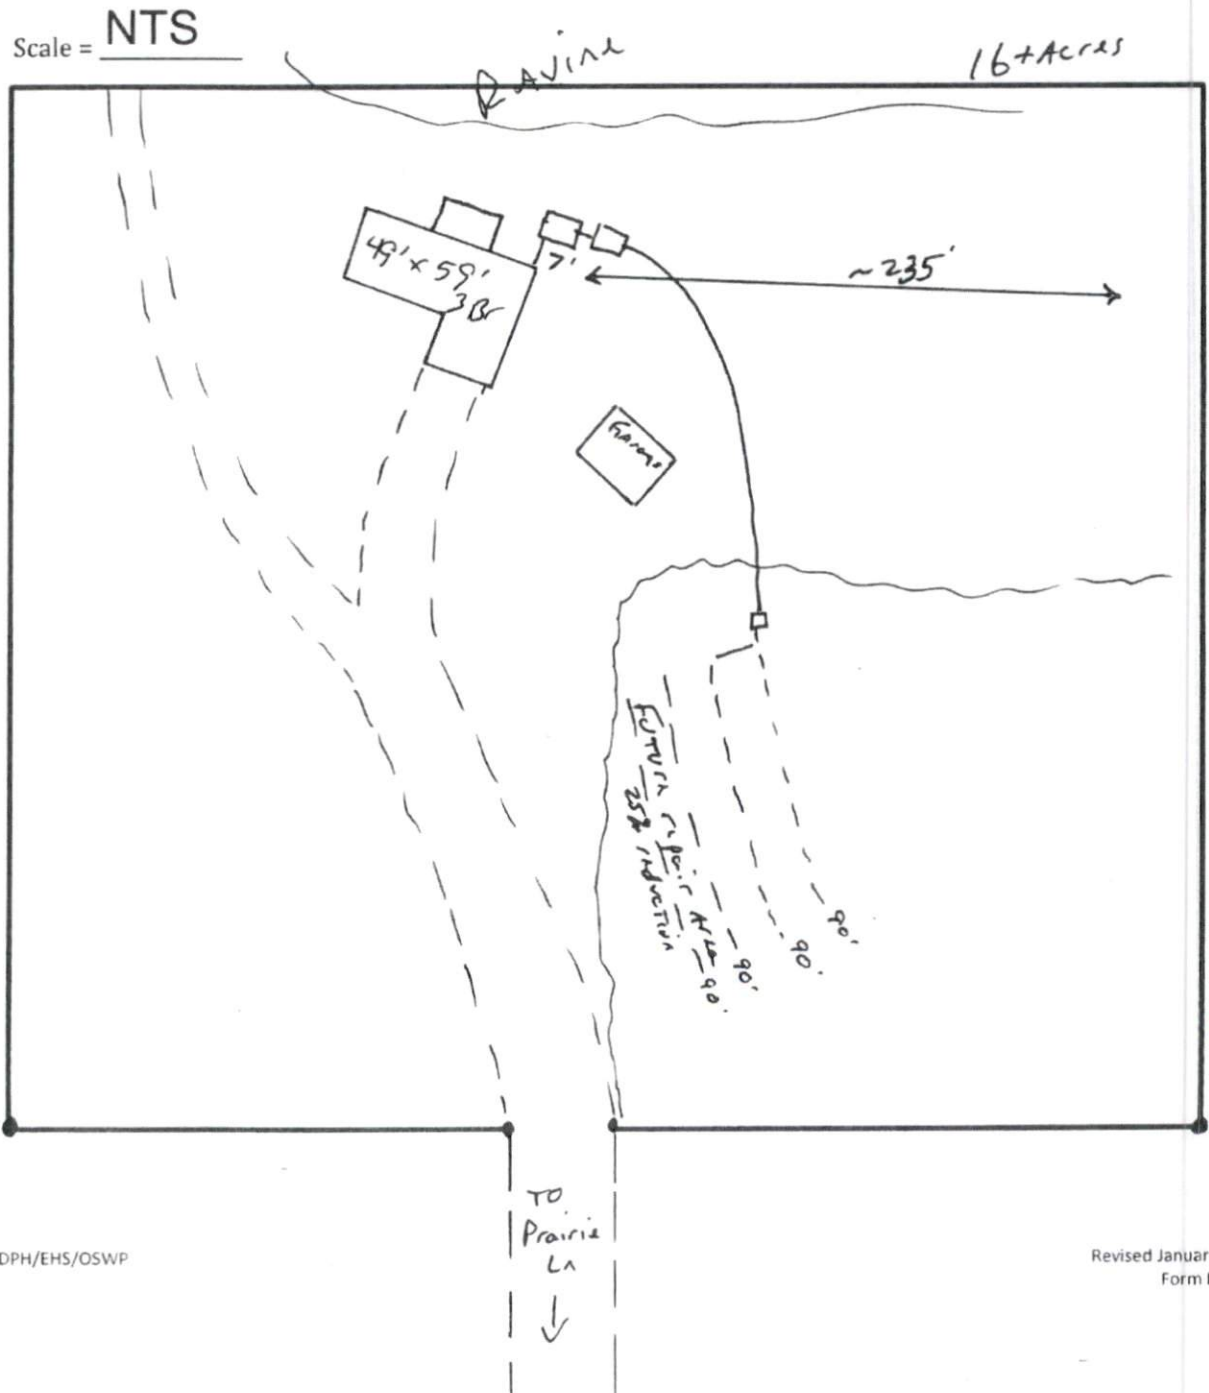 Scale = NTS
Ravine
16+Acres
49' x 59'
3Br
7'
~235'
Garage
FUTURE repair AREA
25% reduction
90'
90'
90'
90'
TO
Prairie
Ln
DPH/EHS/OSWP
Revised Januar
Form